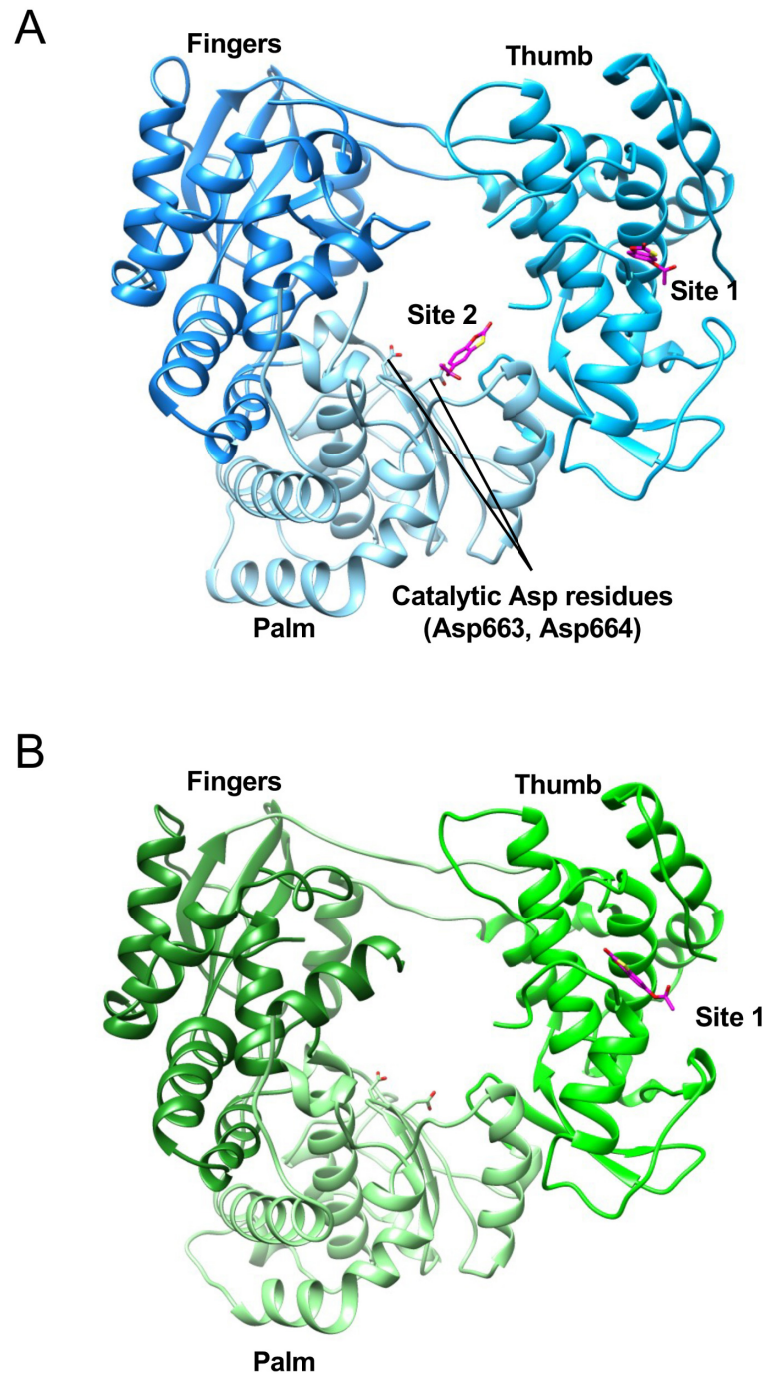 A
Fingers
Thumb
Site 1
Site 2
Catalytic Asp residues
(Asp663, Asp664)
Palm
B
Fingers
Thumb
Site 1
Palm